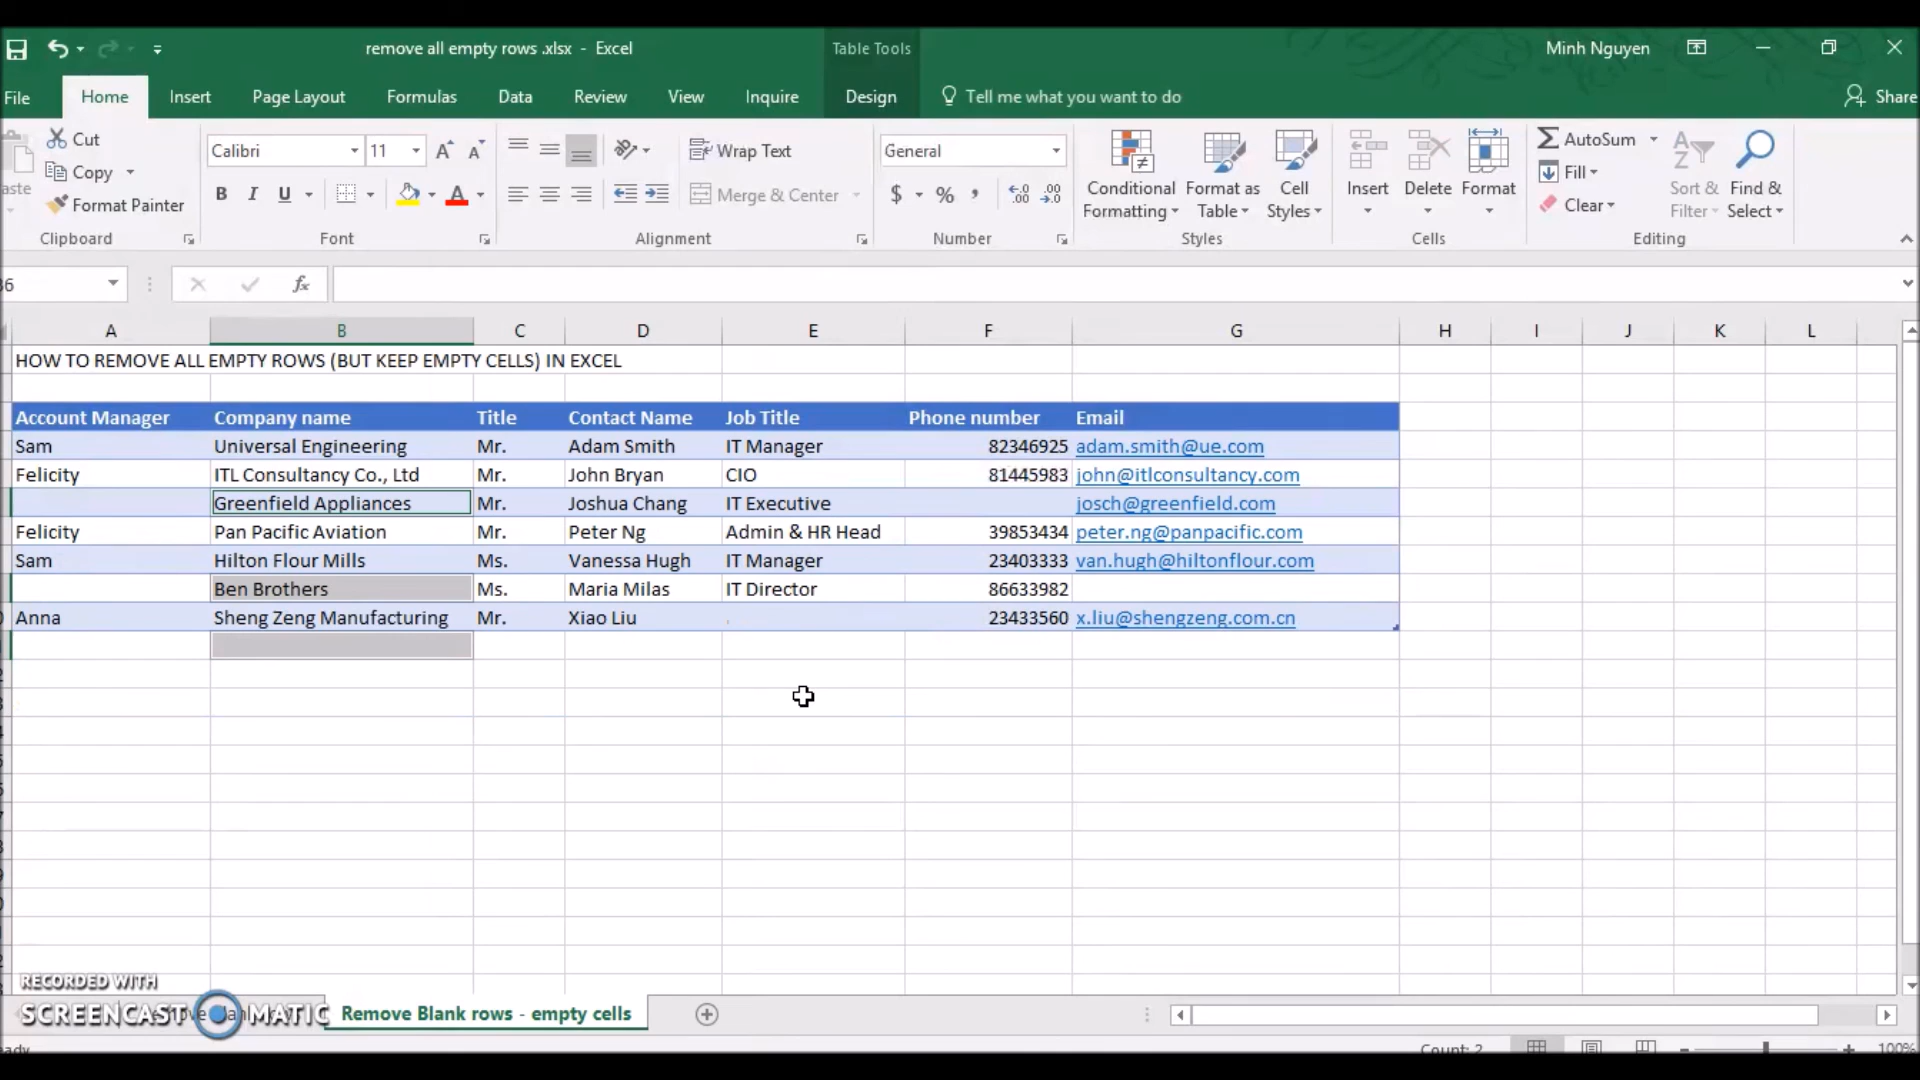 remove all empty rows .xlsx - Excel
Table Tools
Minh Nguyen
File
Home
Insert
Page Layout
Formulas
Data
Review
View
Inquire
Design
Tell me what you want to do
Share
Cut
Copy
Format Painter
Clipboard
Calibri
11
B I U
Font
Wrap Text
Merge & Center
Alignment
General
$ % ,
Number
Conditional Formatting
Format as Table
Cell Styles
Styles
Insert
Delete
Format
Cells
AutoSum
Fill
Clear
Sort & Filter
Find & Select
Editing
fx
A B C D E F G H I J K L
HOW TO REMOVE ALL EMPTY ROWS (BUT KEEP EMPTY CELLS) IN EXCEL
Account Manager Company name Title Contact Name Job Title Phone number Email
Sam Universal Engineering Mr. Adam Smith IT Manager 82346925 adam.smith@ue.com
Felicity ITL Consultancy Co., Ltd Mr. John Bryan CIO 81445983 john@itlconsultancy.com
Greenfield Appliances Mr. Joshua Chang IT Executive josch@greenfield.com
Felicity Pan Pacific Aviation Mr. Peter Ng Admin & HR Head 39853434 peter.ng@panpacific.com
Sam Hilton Flour Mills Ms. Vanessa Hugh IT Manager 23403333 van.hugh@hiltonflour.com
Ben Brothers Ms. Maria Milas IT Director 86633982
Anna Sheng Zeng Manufacturing Mr. Xiao Liu 23433560 x.liu@shengzeng.com.cn
RECORDED WITH
SCREENCAST MATIC
Remove Blank rows - empty cells
Count: 2
100%